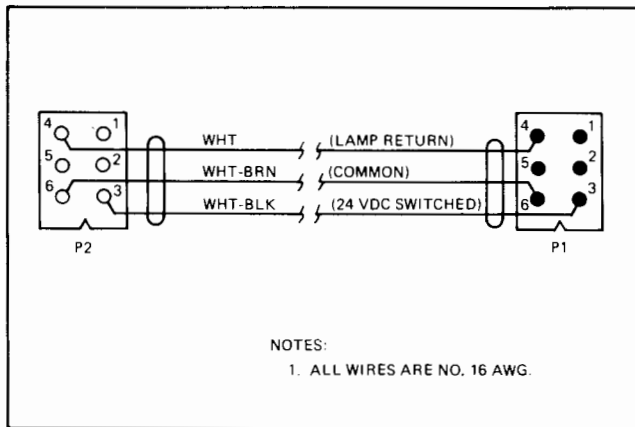 4 1
5 2
6 3
P2
WHT (LAMP RETURN)
WHT-BRN (COMMON)
WHT-BLK (24 VDC SWITCHED)
4 1
5 2
6 3
P1
NOTES:
1. ALL WIRES ARE NO. 16 AWG.